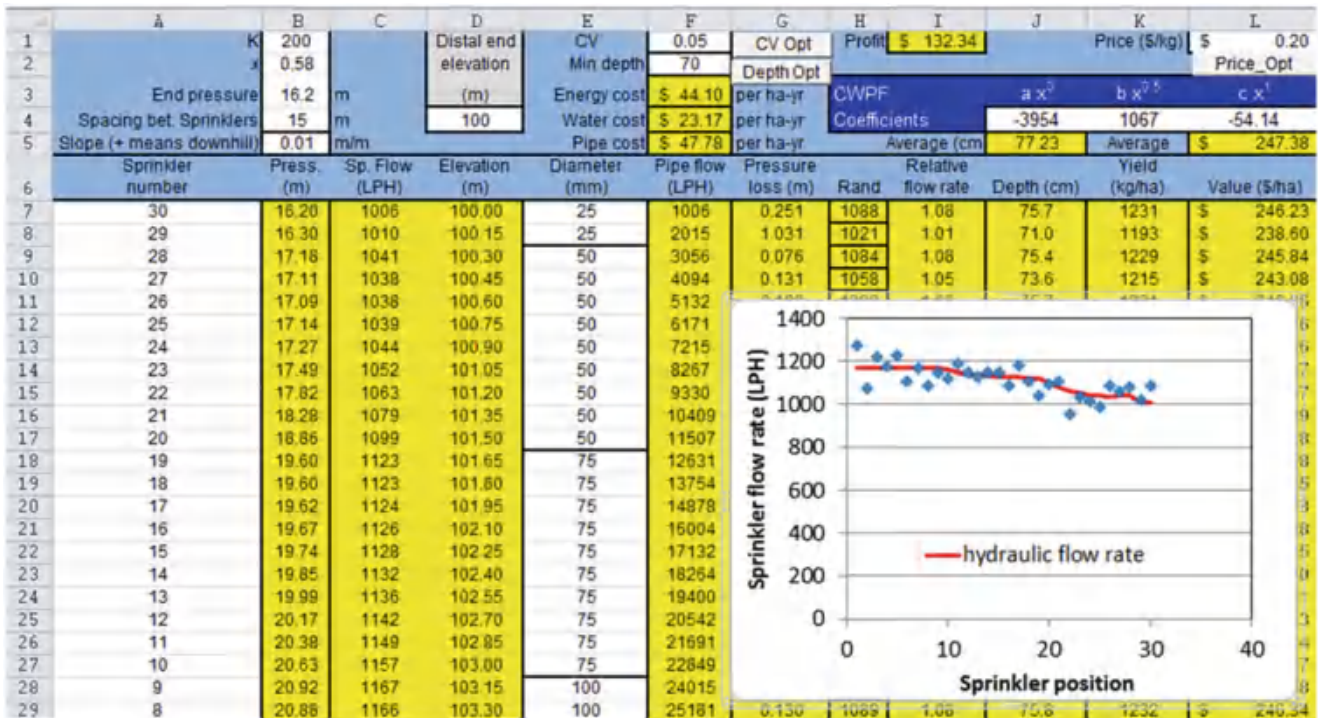 A B C D E F G H I J K L
1 K 200 Distal end CV 0.05 CV Opt Profit $ 132.34 Price ($/kg) $ 0.20
2 x 0.58 elevation Min depth 70 Depth Opt Price_Opt
3 End pressure 16.2 m (m) Energy cost $ 44.10 per ha-yr CWPF a x⁰ b x⁰·⁵ c x¹
4 Spacing bet. Sprinklers 15 m 100 Water cost $ 23.17 per ha-yr Coefficients -3954 1067 -54.14
5 Slope (+ means downhill) 0.01 m/m Pipe cost $ 47.78 per ha-yr Average (cm 77.23 Average $ 247.38
Sprinkler Press. Sp. Flow Elevation Diameter Pipe flow Pressure Relative Yield
6 number (m) (LPH) (m) (mm) (LPH) loss (m) Rand flow rate Depth (cm) (kg/ha) Value ($/ha)
7 30 16.20 1006 100.00 25 1006 0.251 1088 1.08 75.7 1231 $ 246.23
8 29 16.30 1010 100.15 25 2015 1.031 1021 1.01 71.0 1193 $ 238.60
9 28 17.18 1041 100.30 50 3056 0.076 1084 1.08 75.4 1229 $ 245.84
10 27 17.11 1038 100.45 50 4094 0.131 1058 1.05 73.6 1215 $ 243.08
11 26 17.09 1038 100.60 50 5132
12 25 17.14 1039 100.75 50 6171
13 24 17.27 1044 100.90 50 7215
14 23 17.49 1052 101.05 50 8267
15 22 17.82 1063 101.20 50 9330
16 21 18.28 1079 101.35 50 10409
17 20 18.86 1099 101.50 50 11507
18 19 19.60 1123 101.65 75 12631
19 18 19.60 1123 101.80 75 13754
20 17 19.62 1124 101.95 75 14878
21 16 19.67 1126 102.10 75 16004
22 15 19.74 1128 102.25 75 17132
23 14 19.85 1132 102.40 75 18264
24 13 19.99 1136 102.55 75 19400
25 12 20.17 1142 102.70 75 20542
26 11 20.38 1149 102.85 75 21691
27 10 20.63 1157 103.00 75 22849
28 9 20.92 1167 103.15 100 24015
29 8 20.88 1166 103.30 100 25181 0.130 1089 1.08 75.8 1232 $ 246.34
Sprinkler flow rate (LPH)
1400
1200
1000
800
600
400
200
0
hydraulic flow rate
0 10 20 30 40
Sprinkler position